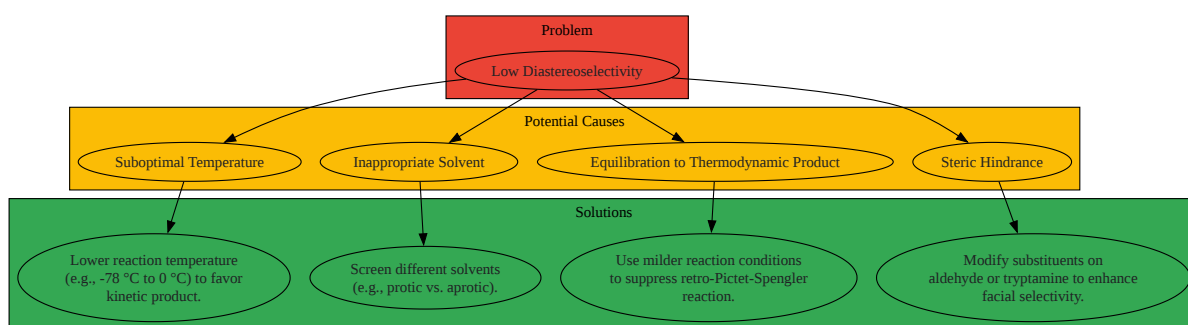 Problem
Low Diastereoselectivity
Potential Causes
Suboptimal Temperature
Inappropriate Solvent
Equilibration to Thermodynamic Product
Steric Hindrance
Solutions
Lower reaction temperature
(e.g., -78 °C to 0 °C) to favor
kinetic product.
Screen different solvents
(e.g., protic vs. aprotic).
Use milder reaction conditions
to suppress retro-Pictet-Spengler
reaction.
Modify substituents on
aldehyde or tryptamine to enhance
facial selectivity.